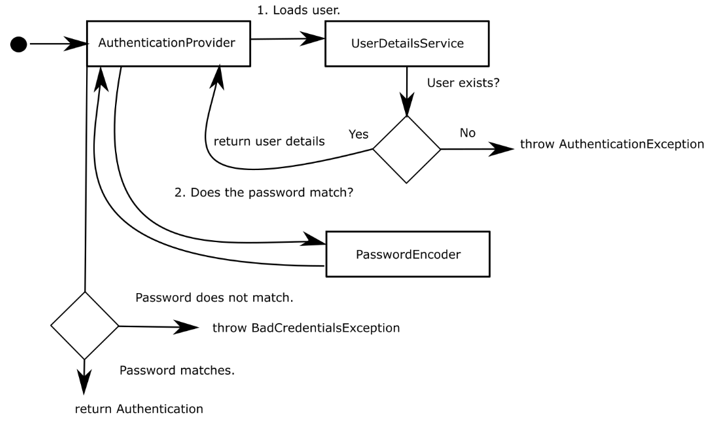 1. Loads user.
AuthenticationProvider
UserDetailsService
User exists?
Yes
No
throw AuthenticationException
return user details
2. Does the password match?
PasswordEncoder
Password does not match.
throw BadCredentialsException
Password matches.
return Authentication